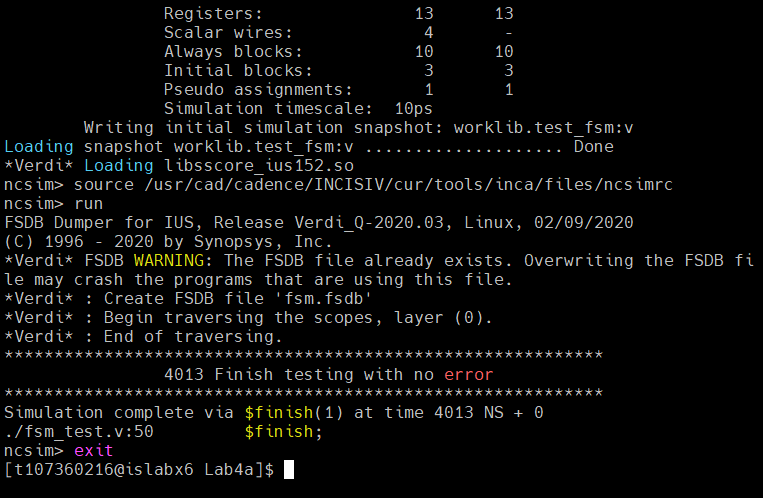 Registers: 13 13
Scalar wires: 4 -
Always blocks: 10 10
Initial blocks: 3 3
Pseudo assignments: 1 1
Simulation timescale: 10ps
Writing initial simulation snapshot: worklib.test_fsm:v
Loading snapshot worklib.test_fsm:v .................... Done
*Verdi* Loading libsscore_ius152.so
ncsim> source /usr/cad/cadence/INCISIV/cur/tools/inca/files/ncsimrc
ncsim> run
FSDB Dumper for IUS, Release Verdi_Q-2020.03, Linux, 02/09/2020
(C) 1996 - 2020 by Synopsys, Inc.
*Verdi* FSDB WARNING: The FSDB file already exists. Overwriting the FSDB fi
le may crash the programs that are using this file.
*Verdi* : Create FSDB file 'fsm.fsdb'
*Verdi* : Begin traversing the scopes, layer (0).
*Verdi* : End of traversing.
************************************************************
4013 Finish testing with no error
************************************************************
Simulation complete via $finish(1) at time 4013 NS + 0
./fsm_test.v:50 $finish;
ncsim> exit
[t107360216@islabx6 Lab4a]$